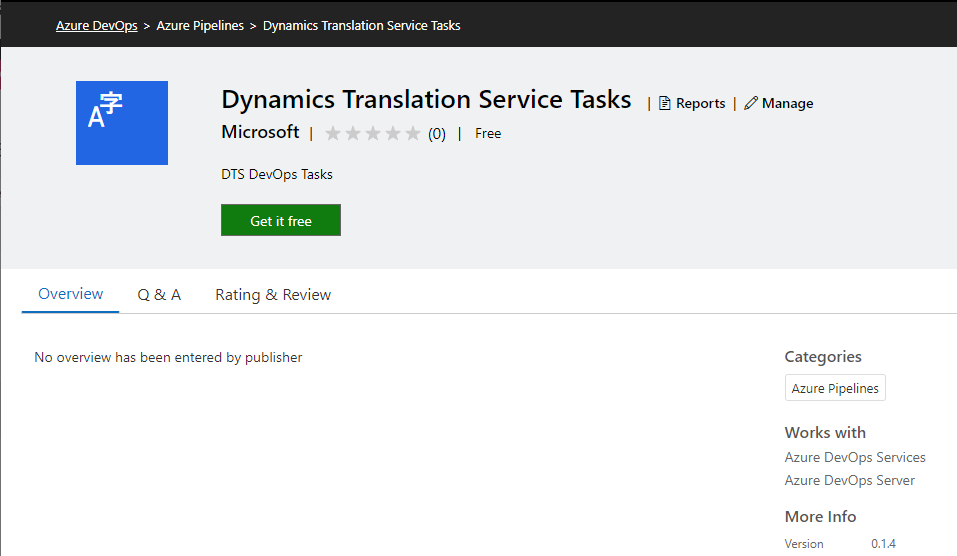 Azure DevOps > Azure Pipelines > Dynamics Translation Service Tasks
A字
Dynamics Translation Service Tasks | Reports | Manage
Microsoft | (0) | Free
DTS DevOps Tasks
Get it free
Overview Q & A Rating & Review
No overview has been entered by publisher
Categories
Azure Pipelines
Works with
Azure DevOps Services
Azure DevOps Server
More Info
Version 0.1.4